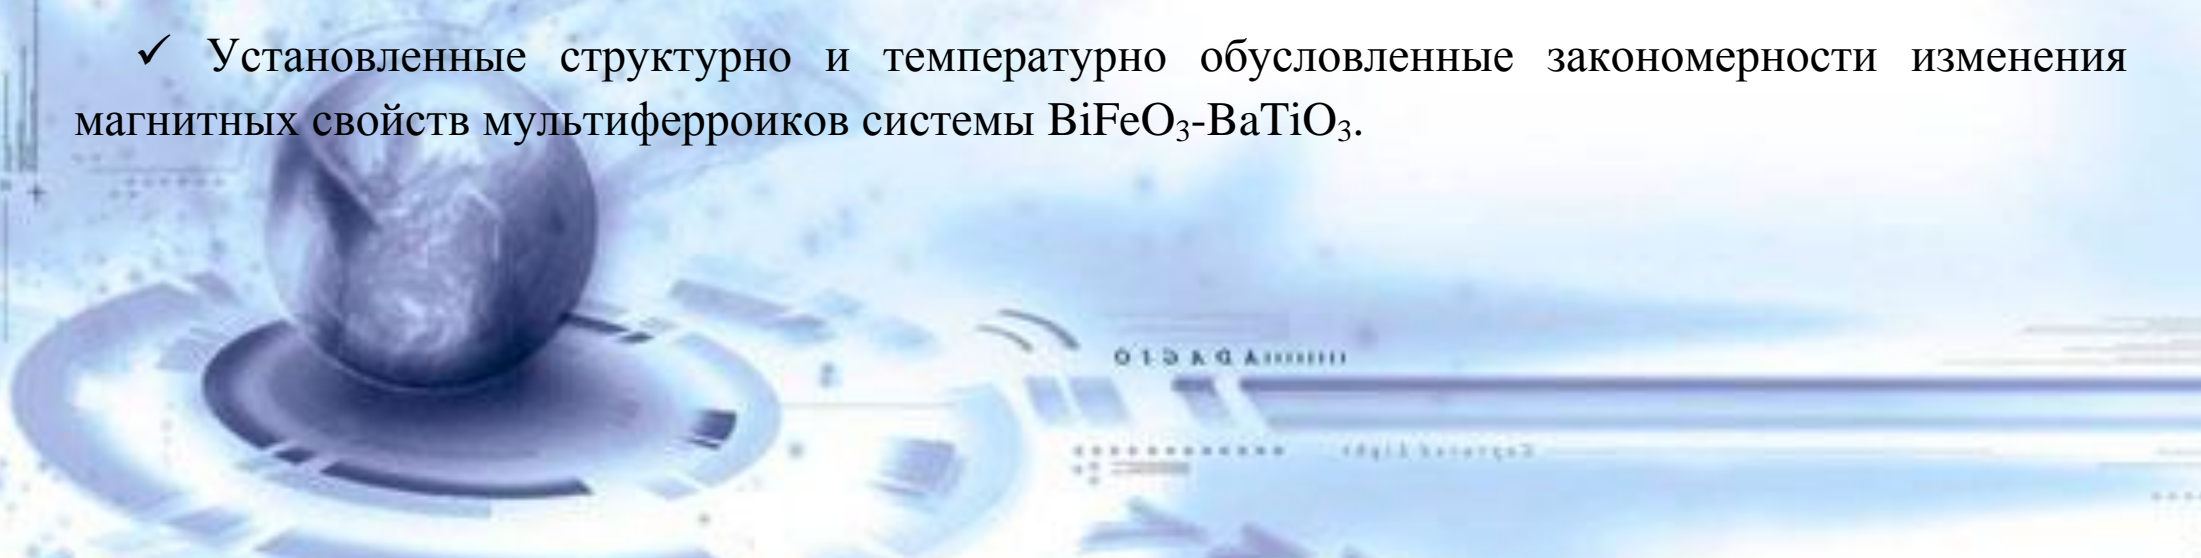 ✓ Установленные структурно и температурно обусловленные закономерности изменения
магнитных свойств мультиферроиков системы BiFeO₃-BaTiO₃.